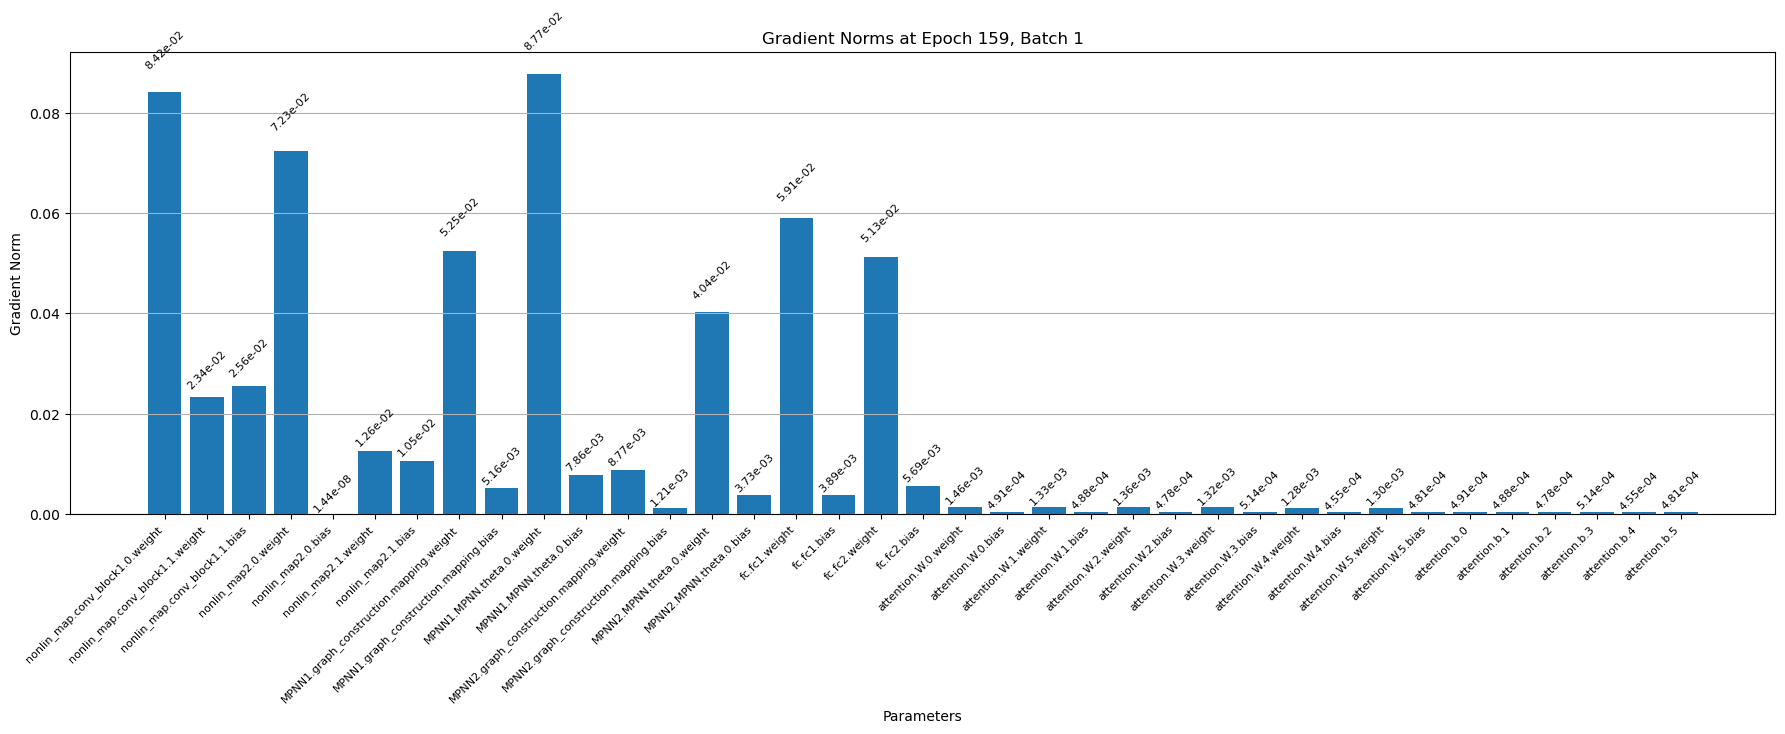 Gradient Norms at Epoch 159, Batch 1
Gradient Norm
0.08
0.06
0.04
0.02
0.00
8.42e-02
2.34e-02
2.56e-02
7.23e-02
1.44e-08
1.26e-02
1.05e-02
5.25e-02
5.16e-03
8.77e-02
7.86e-03
8.77e-03
1.21e-03
4.04e-02
3.73e-03
5.91e-02
3.89e-03
5.13e-02
5.69e-03
1.46e-03
4.91e-04
1.33e-03
4.88e-04
1.36e-03
4.78e-04
1.32e-03
5.14e-04
1.28e-03
4.55e-04
1.30e-03
4.81e-04
4.91e-04
4.88e-04
4.78e-04
5.14e-04
4.55e-04
4.81e-04
nonlin_map.conv_block1.0.weight
nonlin_map.conv_block1.1.weight
nonlin_map.conv_block1.1.bias
nonlin_map2.0.weight
nonlin_map2.0.bias
nonlin_map2.1.weight
nonlin_map2.1.bias
MPNN1.graph_construction.mapping.weight
MPNN1.graph_construction.mapping.bias
MPNN1.MPNN.theta.0.weight
MPNN1.MPNN.theta.0.bias
MPNN2.graph_construction.mapping.weight
MPNN2.graph_construction.mapping.bias
MPNN2.MPNN.theta.0.weight
MPNN2.MPNN.theta.0.bias
fc.fc1.weight
fc.fc1.bias
fc.fc2.weight
fc.fc2.bias
attention.W.0.weight
attention.W.0.bias
attention.W.1.weight
attention.W.1.bias
attention.W.2.weight
attention.W.2.bias
attention.W.3.weight
attention.W.3.bias
attention.W.4.weight
attention.W.4.bias
attention.W.5.weight
attention.W.5.bias
attention.b.0
attention.b.1
attention.b.2
attention.b.3
attention.b.4
attention.b.5
Parameters